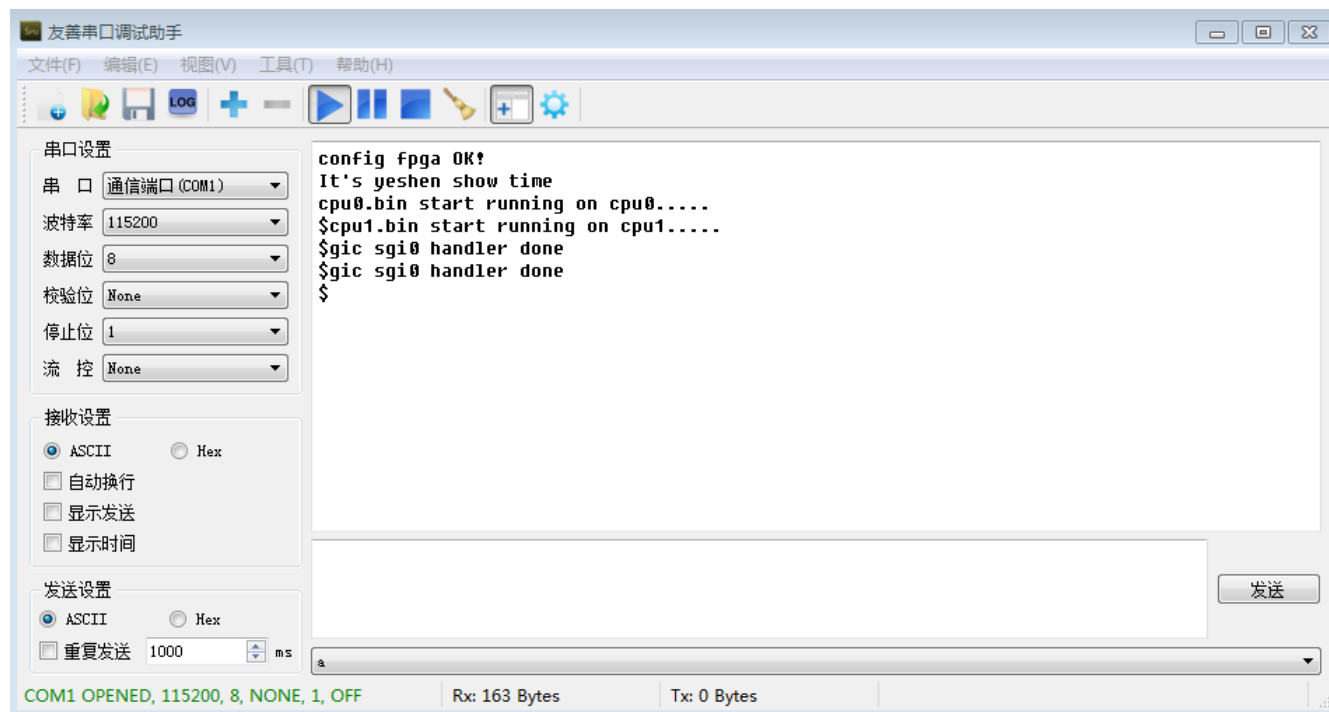 友善串口调试助手
文件(F) 编辑(E) 视图(V) 工具(T) 帮助(H)
LOG
串口设置
串 口 通信端口(COM1)
波特率 115200
数据位 8
校验位 None
停止位 1
流 控 None
接收设置
ASCII Hex
自动换行
显示发送
显示时间
发送设置
ASCII Hex
重复发送 1000 ms
config fpga OK!
It's yeshen show time
cpu0.bin start running on cpu0.....
$cpu1.bin start running on cpu1.....
$gic sgi0 handler done
$gic sgi0 handler done
$
发送
a
COM1 OPENED, 115200, 8, NONE, 1, OFF Rx: 163 Bytes Tx: 0 Bytes